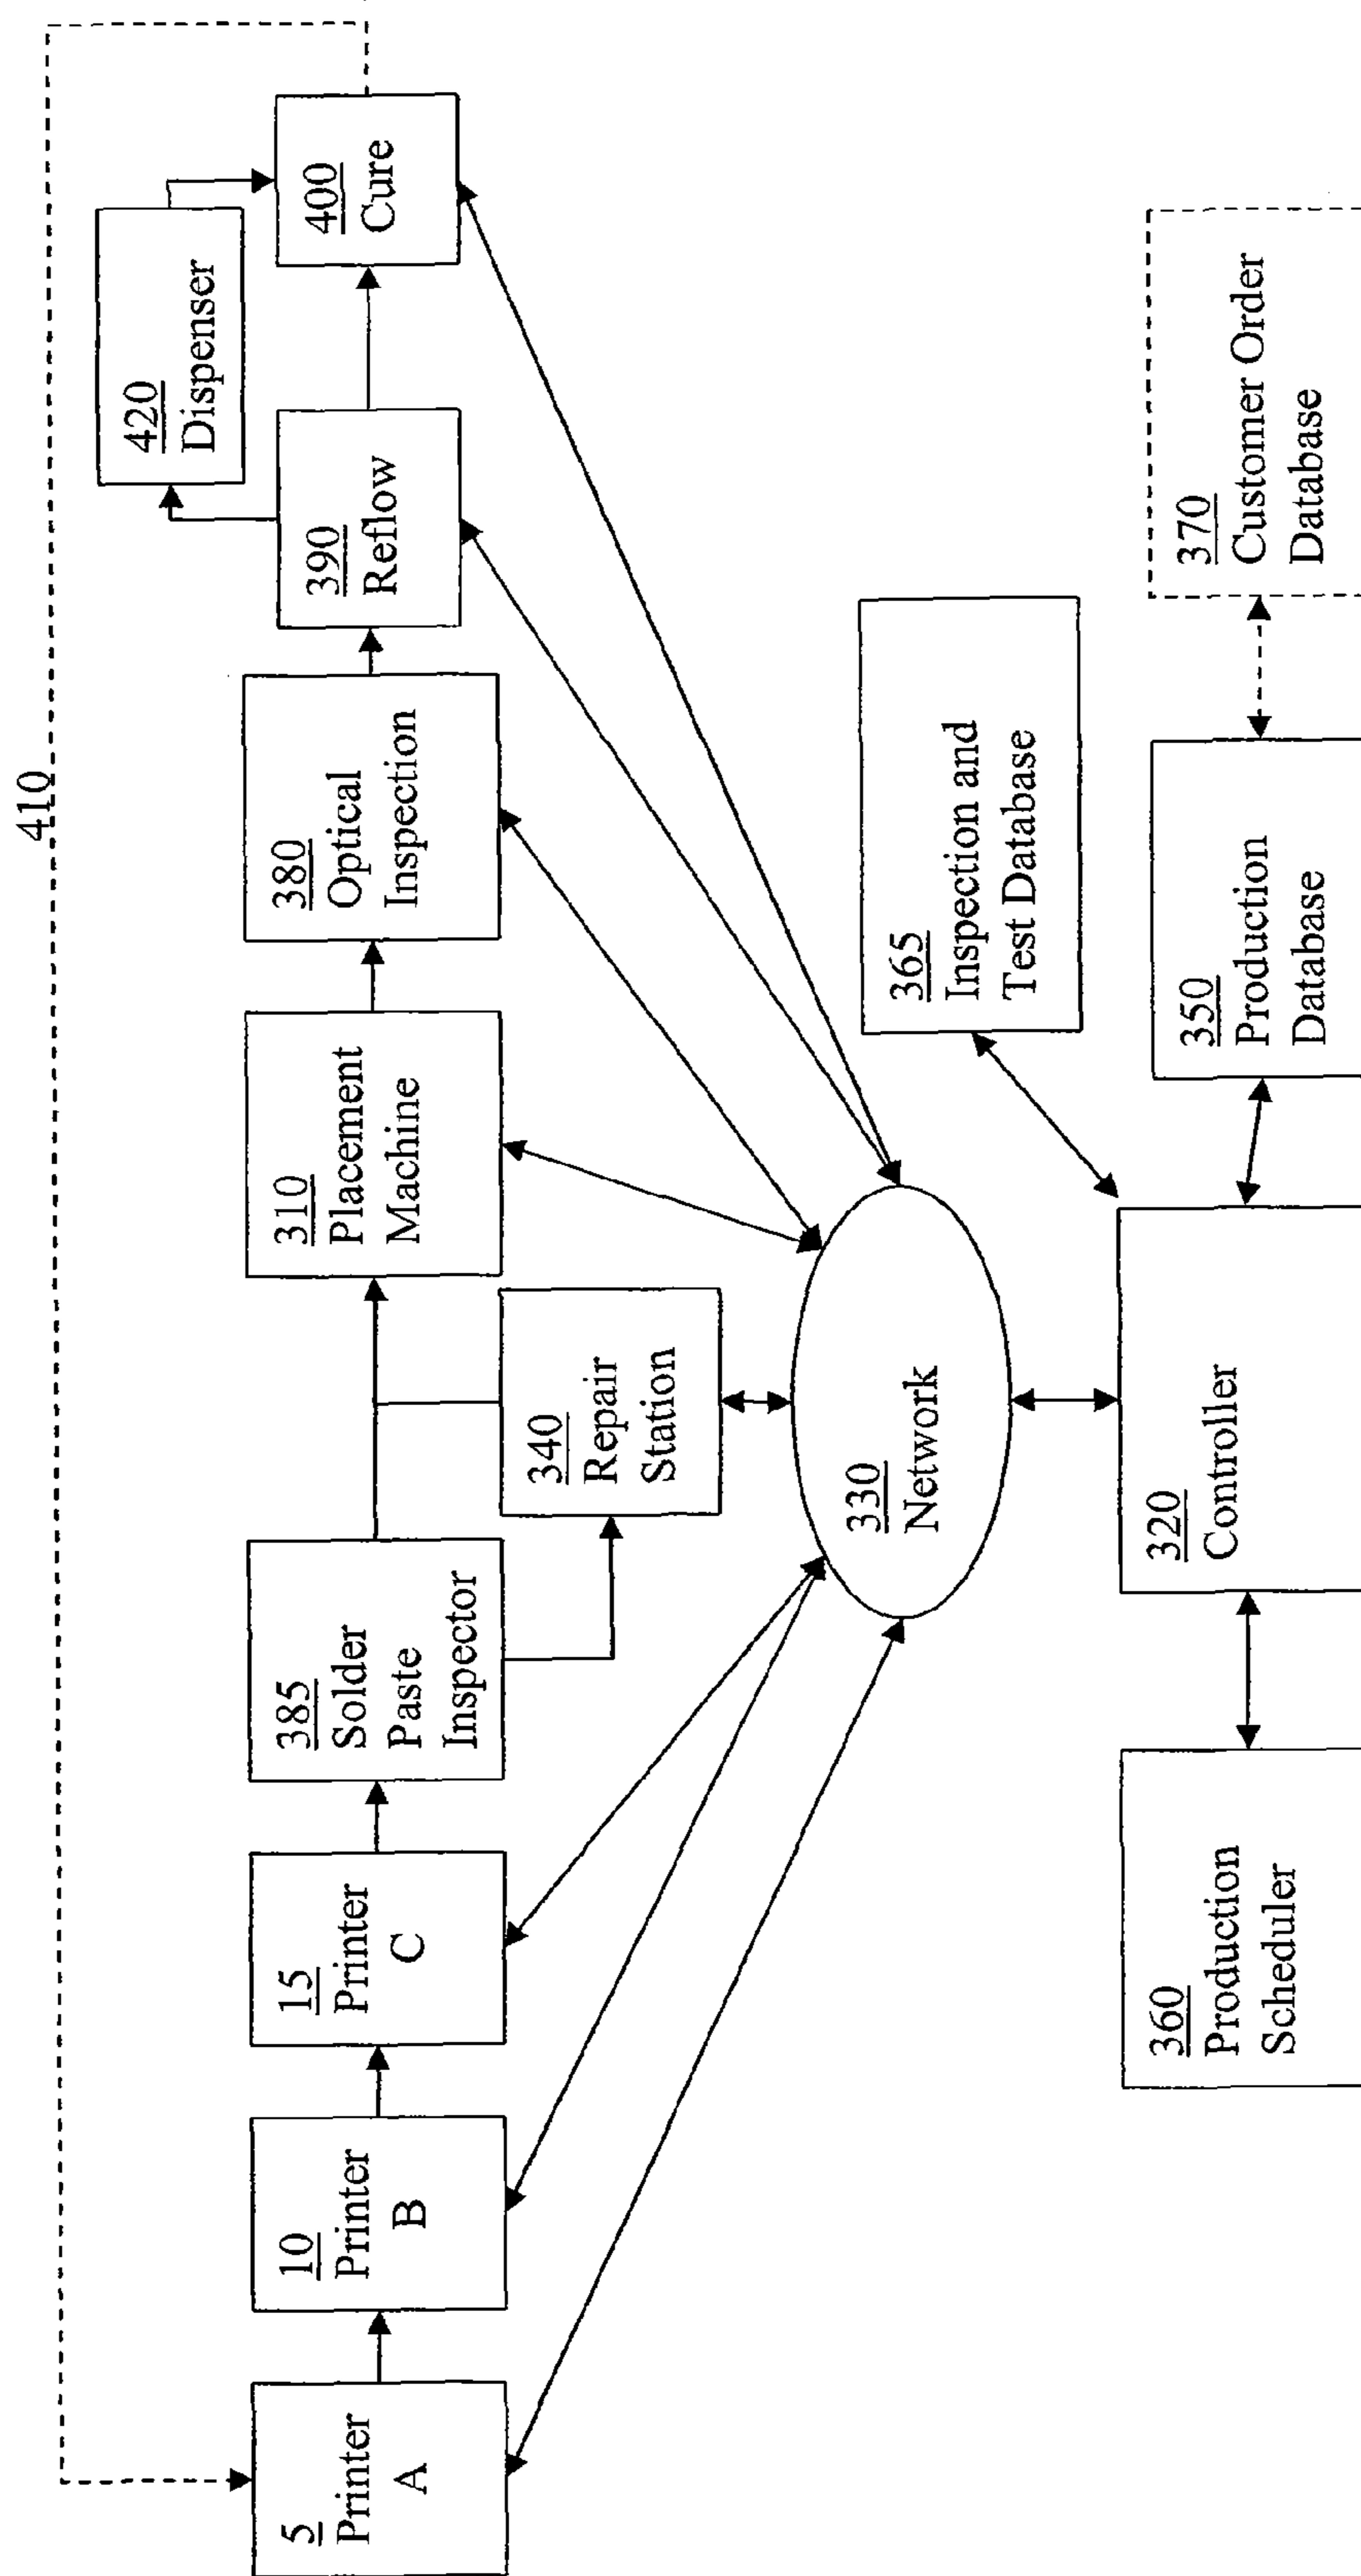 410
5
Printer
A
10
Printer
B
15
Printer
C
385
Solder
Paste
Inspector
310
Placement
Machine
380
Optical
Inspection
390
Reflow
420
Dispenser
400
Cure
340
Repair
Station
330
Network
365
Inspection and
Test Database
360
Production
Scheduler
320
Controller
350
Production
Database
370
Customer Order
Database